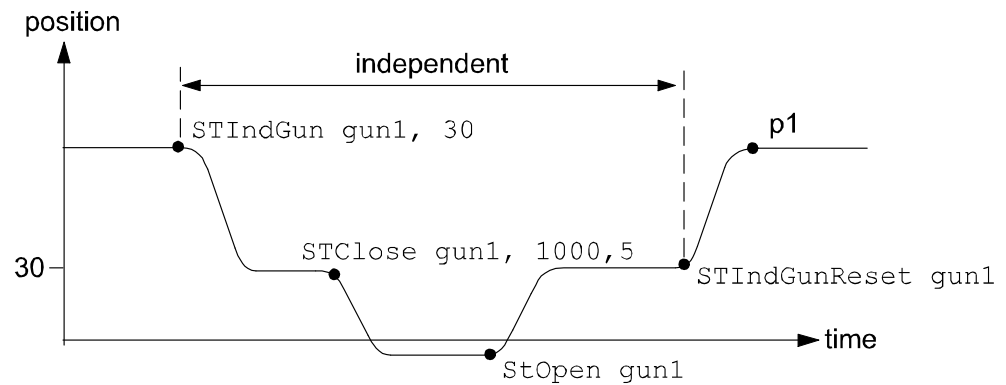 position
independent
STIndGun gun1, 30
p1
STClose gun1, 1000,5
30
STIndGunReset gun1
time
StOpen gun1